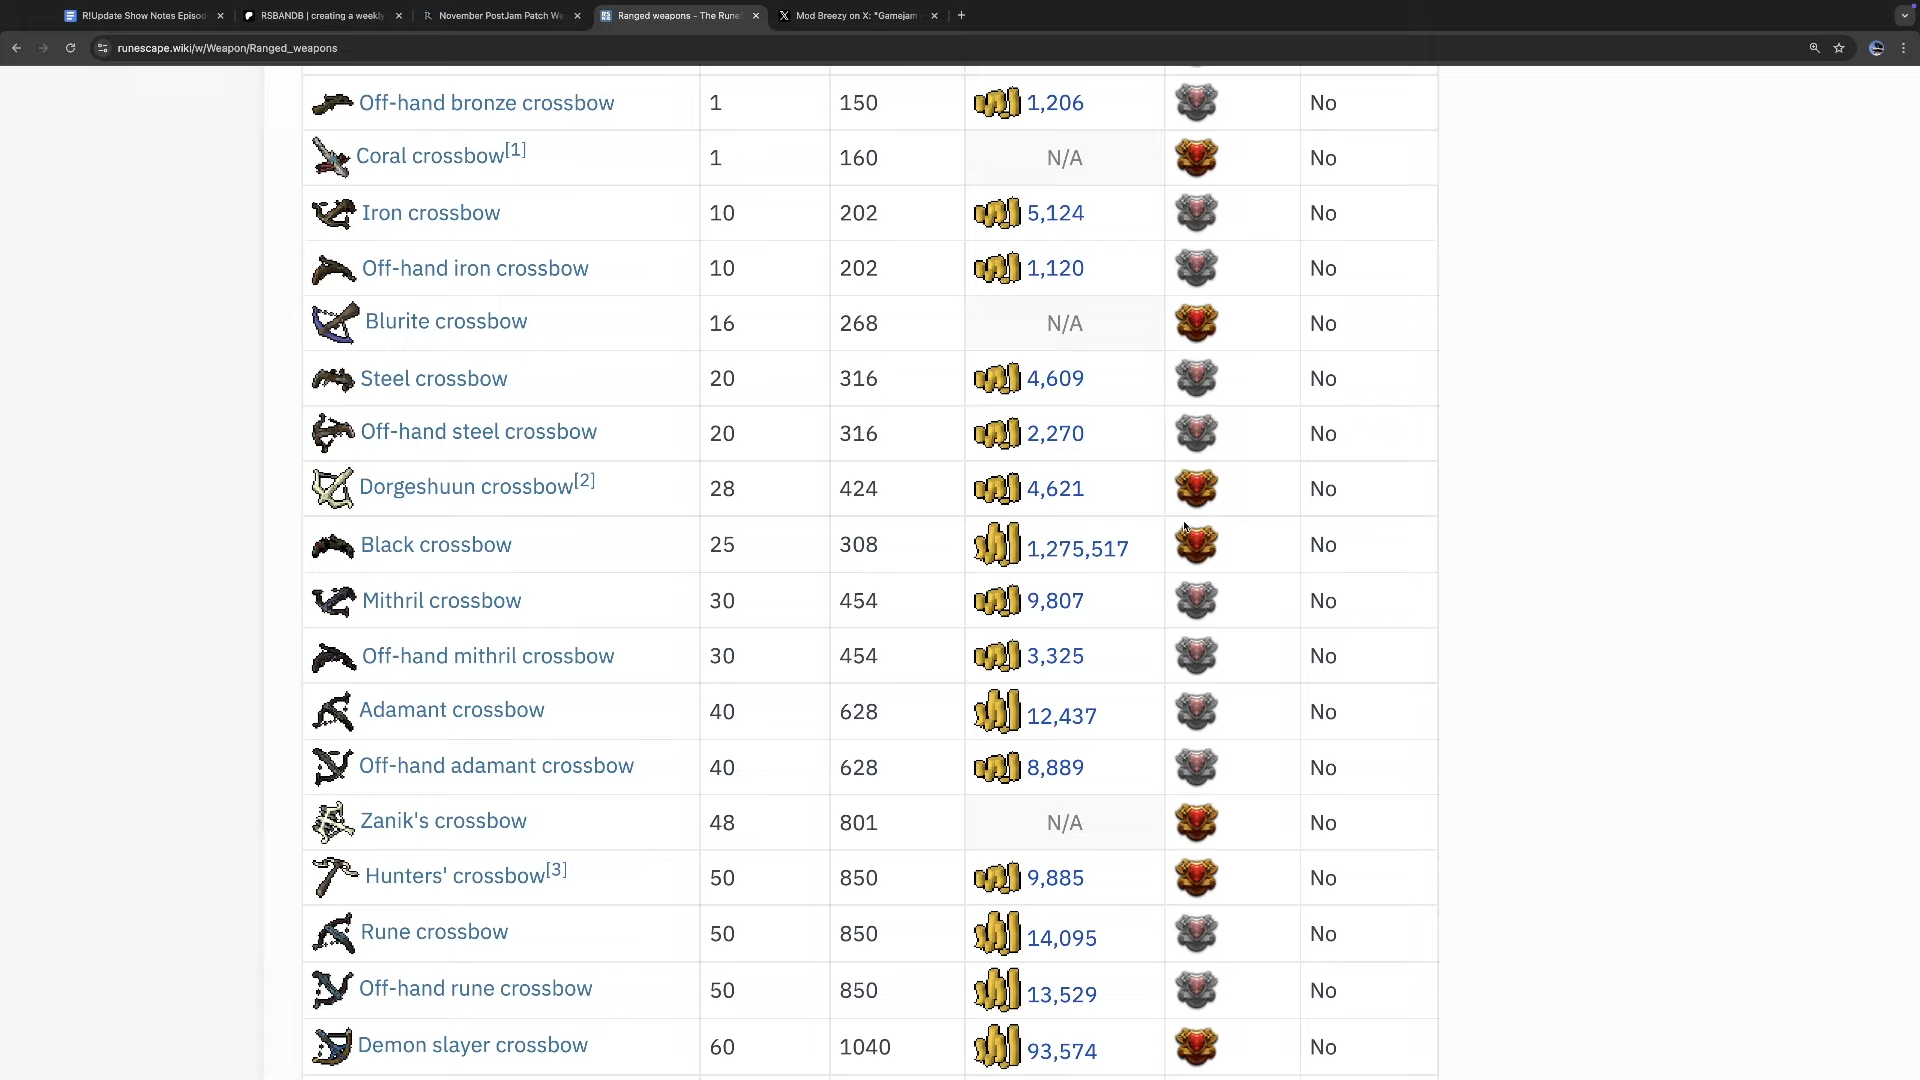 R!Update Show Notes Episod
RSBANDB | creating a weekly
November PostJam Patch We
Ranged weapons - The Rune
Mod Breezy on X: "Gamejam
runescape.wiki/w/Weapon/Ranged_weapons
Off-hand bronze crossbow 1 150 1,206 No
Coral crossbow[1] 1 160 N/A No
Iron crossbow 10 202 5,124 No
Off-hand iron crossbow 10 202 1,120 No
Blurite crossbow 16 268 N/A No
Steel crossbow 20 316 4,609 No
Off-hand steel crossbow 20 316 2,270 No
Dorgeshuun crossbow[2] 28 424 4,621 No
Black crossbow 25 308 1,275,517 No
Mithril crossbow 30 454 9,807 No
Off-hand mithril crossbow 30 454 3,325 No
Adamant crossbow 40 628 12,437 No
Off-hand adamant crossbow 40 628 8,889 No
Zanik's crossbow 48 801 N/A No
Hunters' crossbow[3] 50 850 9,885 No
Rune crossbow 50 850 14,095 No
Off-hand rune crossbow 50 850 13,529 No
Demon slayer crossbow 60 1040 93,574 No